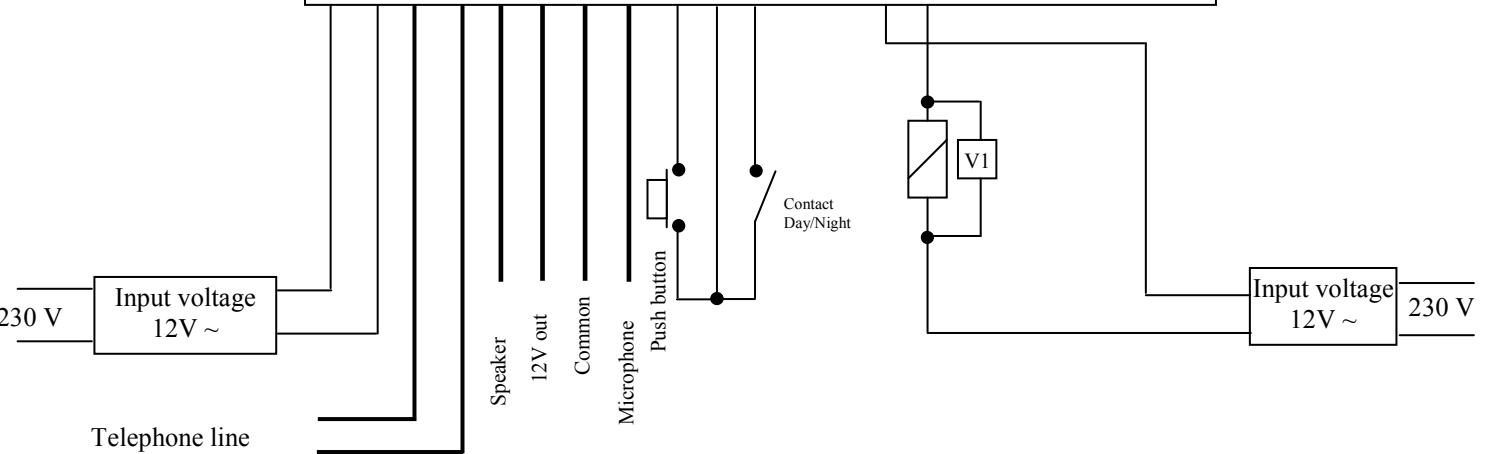 V1
Contact
Day/Night
Input voltage
12V ~
230 V
Input voltage
12V ~
230 V
Push button
Common
12V out
Speaker
Microphone
Telephone line